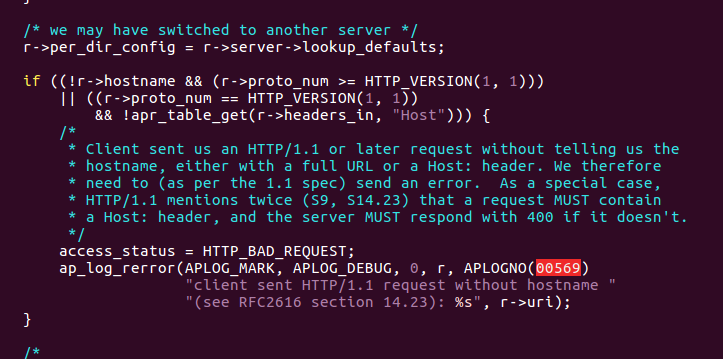 }
/* we may have switched to another server */
r->per_dir_config = r->server->lookup_defaults;
if ((!r->hostname && (r->proto_num >= HTTP_VERSION(1, 1)))
|| ((r->proto_num == HTTP_VERSION(1, 1))
&& !apr_table_get(r->headers_in, "Host"))) {
/*
* Client sent us an HTTP/1.1 or later request without telling us the
* hostname, either with a full URL or a Host: header. We therefore
* need to (as per the 1.1 spec) send an error.  As a special case,
* HTTP/1.1 mentions twice (S9, S14.23) that a request MUST contain
* a Host: header, and the server MUST respond with 400 if it doesn't.
*/
access_status = HTTP_BAD_REQUEST;
ap_log_rerror(APLOG_MARK, APLOG_DEBUG, 0, r, APLOGNO(00569)
"client sent HTTP/1.1 request without hostname "
"(see RFC2616 section 14.23): %s", r->uri);
}
/*